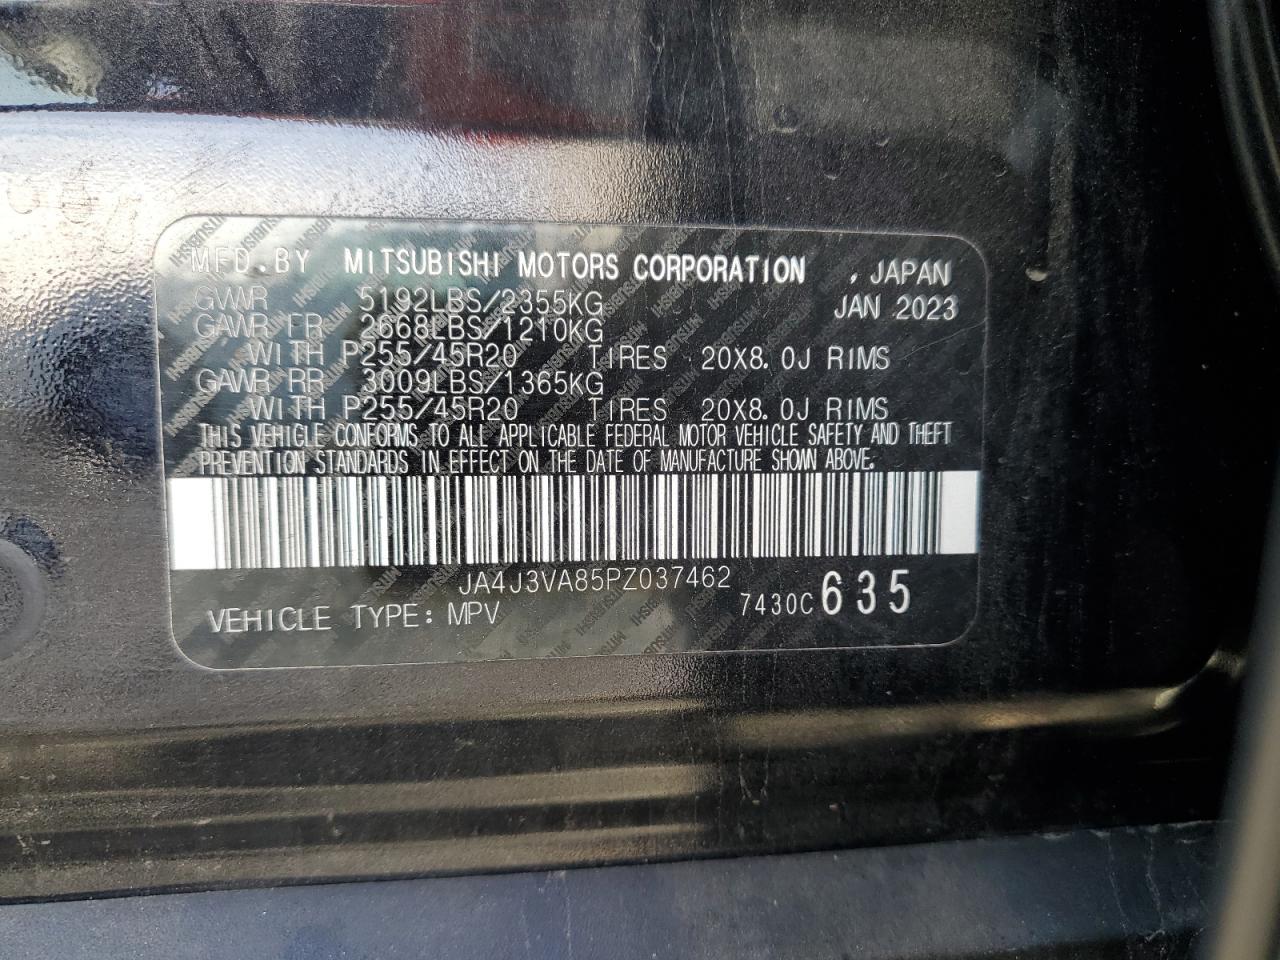 MFD.BY MITSUBISHI MOTORS CORPORATION , JAPAN
GVWR 5192LBS/2355KG JAN 2023
GAWR FR 2668LBS/1210KG
WITH P255/45R20 TIRES 20X8.0J RIMS
GAWR RR 3009LBS/1365KG
WITH P255/45R20 TIRES 20X8.0J RIMS
THIS VEHICLE CONFORMS TO ALL APPLICABLE FEDERAL MOTOR VEHICLE SAFETY AND THEFT
PREVENTION STANDARDS IN EFFECT ON THE DATE OF MANUFACTURE SHOWN ABOVE.
JA4J3VA85PZ037462
VEHICLE TYPE: MPV 7430C 635